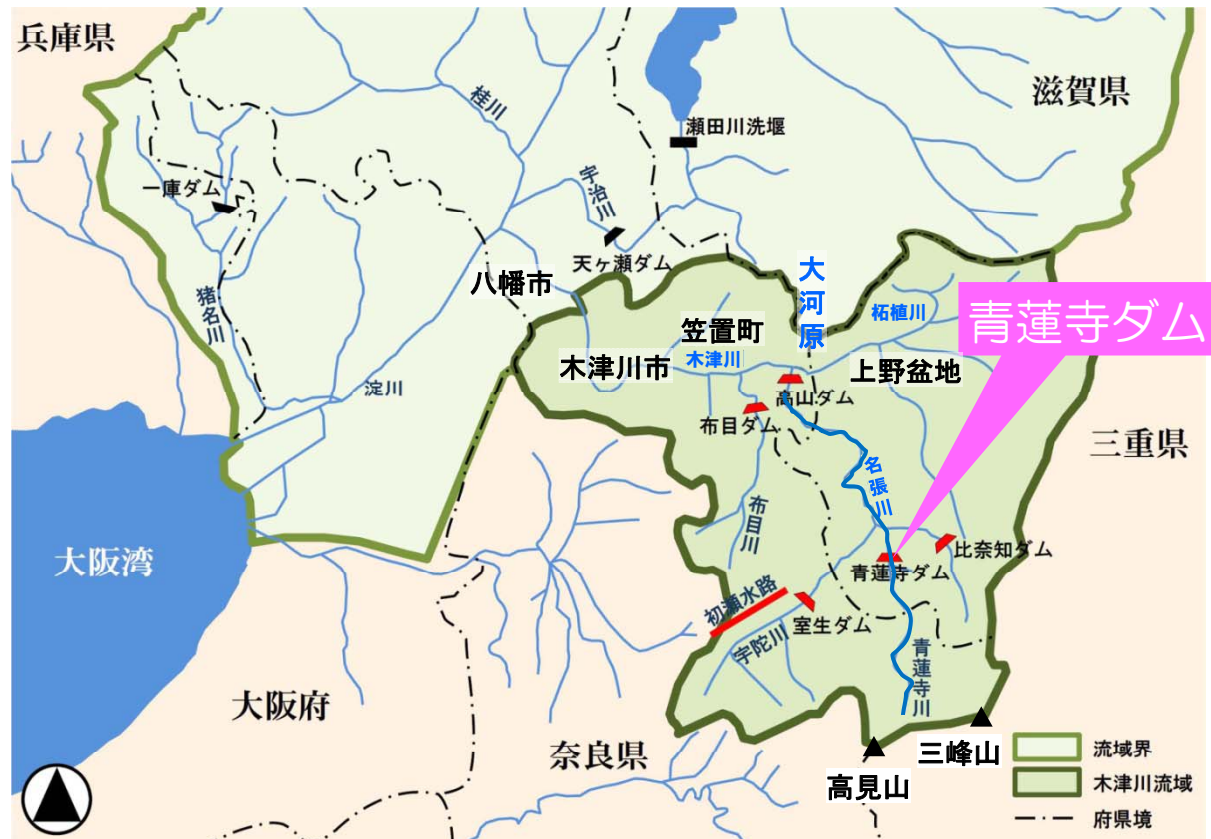 兵庫県
滋賀県
桂川
瀬田川洗堰
一庫ダム
宇治川
天ヶ瀬ダム
八幡市
大河原
猪名川
柘植川
青蓮寺ダム
笠置町
木津川
木津川市
上野盆地
淀川
高山ダム
布目ダム
三重県
名張川
布目川
大阪湾
比奈知ダム
青蓮寺ダム
初瀬水路
室生ダム
宇陀川
青蓮寺川
大阪府
奈良県
三峰山
高見山
流域界
木津川流域
府県境